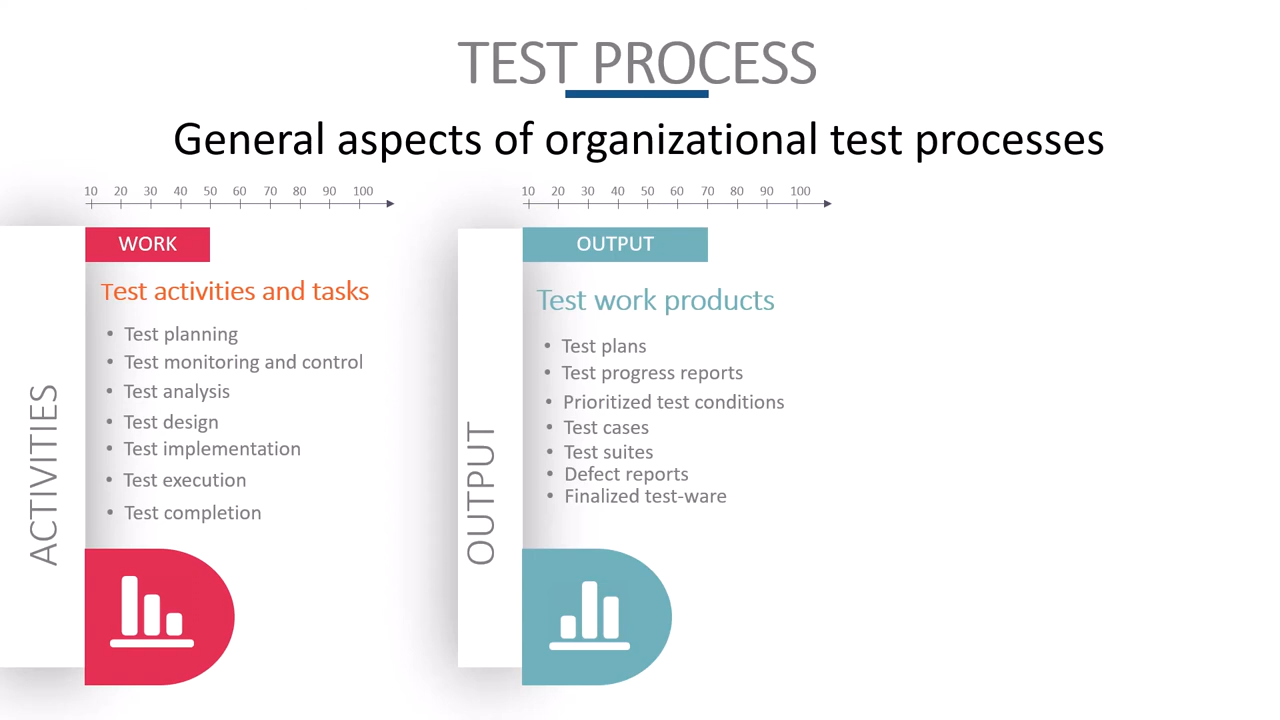 TEST PROCESS
General aspects of organizational test processes
10 20 30 40 50 60 70 80 90 100
WORK
Test activities and tasks
• Test planning
• Test monitoring and control
• Test analysis
• Test design
• Test implementation
• Test execution
• Test completion
ACTIVITIES
10 20 30 40 50 60 70 80 90 100
OUTPUT
Test work products
• Test plans
• Test progress reports
• Prioritized test conditions
• Test cases
• Test suites
• Defect reports
• Finalized test-ware
OUTPUT